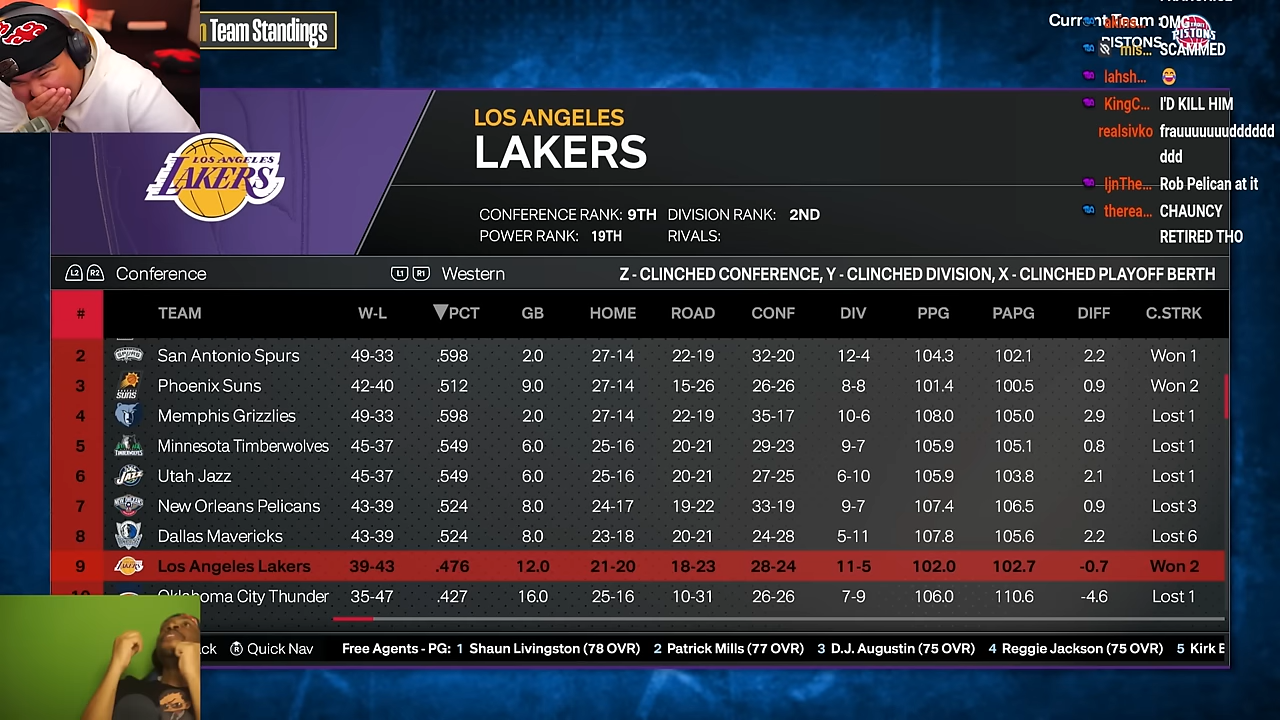 Team Standings
Current Team :
PISTONS
OMG
mis... SCAMMED
lahsh... 😂
KingC... I'D KILL HIM
realsivko frauuuuuuudddddd
ddd
ljnThe... Rob Pelican at it
therea... CHAUNCY
RETIRED THO
LOS ANGELES
LAKERS
LOS ANGELES
LAKERS
CONFERENCE RANK: 9TH DIVISION RANK: 2ND
POWER RANK: 19TH RIVALS:
L2 R2 Conference L1 R1 Western Z - CLINCHED CONFERENCE, Y - CLINCHED DIVISION, X - CLINCHED PLAYOFF BERTH
# TEAM W-L ▼PCT GB HOME ROAD CONF DIV PPG PAPG DIFF C.STRK
2 San Antonio Spurs 49-33 .598 2.0 27-14 22-19 32-20 12-4 104.3 102.1 2.2 Won 1
3 Phoenix Suns 42-40 .512 9.0 27-14 15-26 26-26 8-8 101.4 100.5 0.9 Won 2
4 Memphis Grizzlies 49-33 .598 2.0 27-14 22-19 35-17 10-6 108.0 105.0 2.9 Lost 1
5 Minnesota Timberwolves 45-37 .549 6.0 25-16 20-21 29-23 9-7 105.9 105.1 0.8 Lost 1
6 Utah Jazz 45-37 .549 6.0 25-16 20-21 27-25 6-10 105.9 103.8 2.1 Lost 1
7 New Orleans Pelicans 43-39 .524 8.0 24-17 19-22 33-19 9-7 107.4 106.5 0.9 Lost 3
8 Dallas Mavericks 43-39 .524 8.0 23-18 20-21 24-28 5-11 107.8 105.6 2.2 Lost 6
9 Los Angeles Lakers 39-43 .476 12.0 21-20 18-23 28-24 11-5 102.0 102.7 -0.7 Won 2
10 Oklahoma City Thunder 35-47 .427 16.0 25-16 10-31 26-26 7-9 106.0 110.6 -4.6 Lost 1
ck R Quick Nav Free Agents - PG: 1 Shaun Livingston (78 OVR) 2 Patrick Mills (77 OVR) 3 D.J. Augustin (75 OVR) 4 Reggie Jackson (75 OVR) 5 Kirk